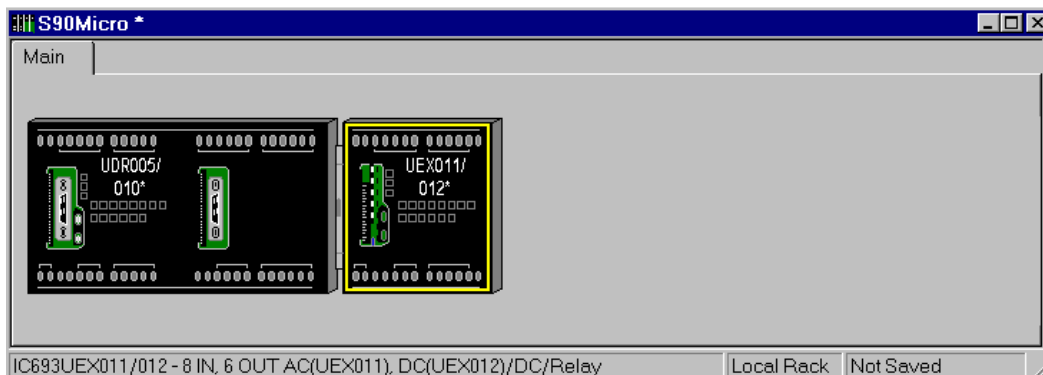 S90Micro *
Main
UDR005/
010*
UEX011/
012*
IC693UEX011/012 - 8 IN, 6 OUT AC(UEX011), DC(UEX012)/DC/Relay
Local Rack
Not Saved